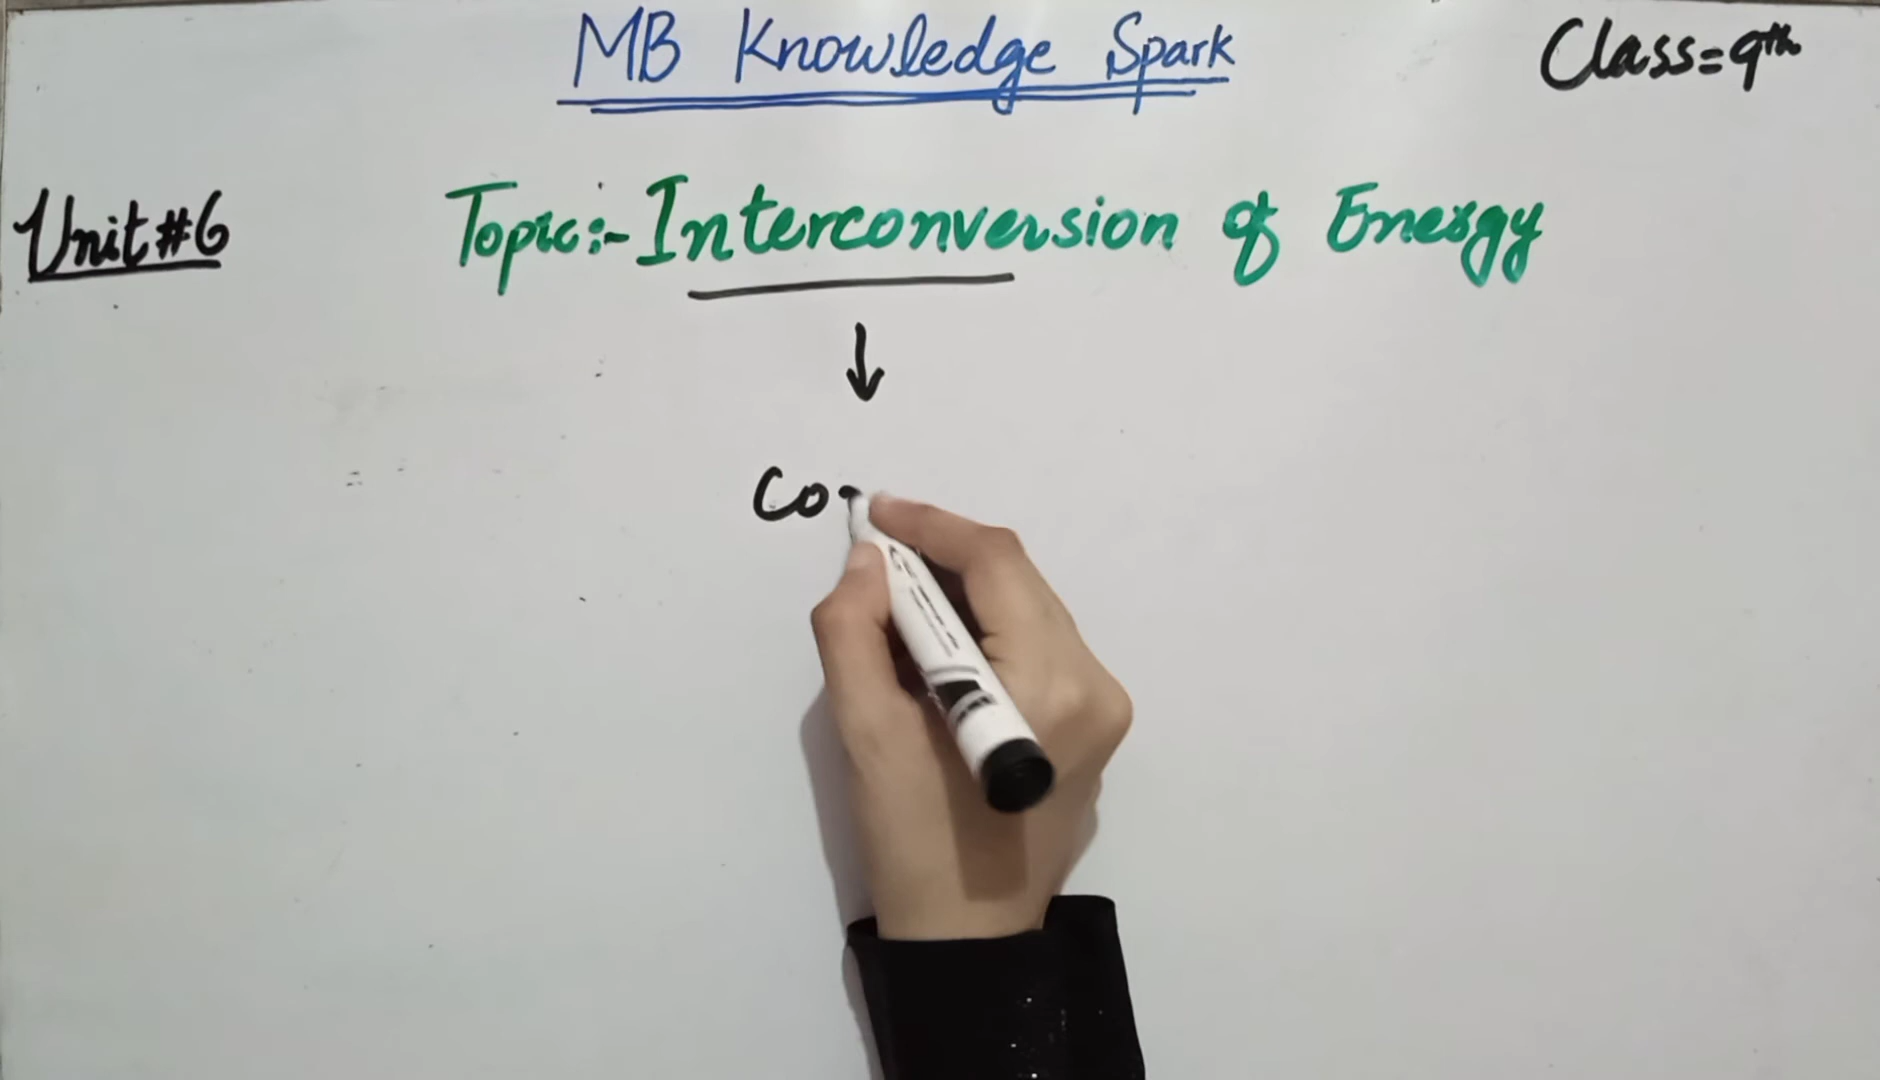 MB Knowledge Spark
Class=9th
Unit#6
Topic:- Interconversion of Energy
Co